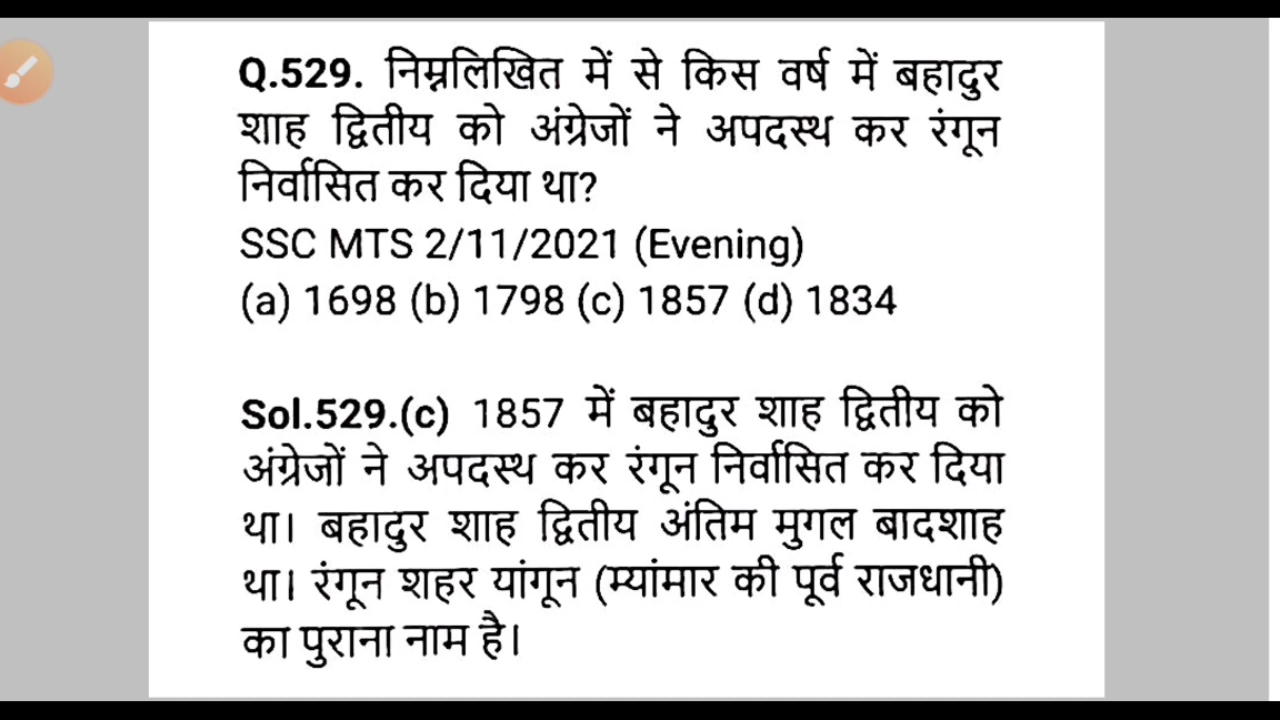 Q.529. निम्नलिखित में से किस वर्ष में बहादुर
शाह द्वितीय को अंग्रेजों ने अपदस्थ कर रंगून
निर्वासित कर दिया था?
SSC MTS 2/11/2021 (Evening)
(a) 1698 (b) 1798 (c) 1857 (d) 1834
Sol.529.(c) 1857 में बहादुर शाह द्वितीय को
अंग्रेजों ने अपदस्थ कर रंगून निर्वासित कर दिया
था। बहादुर शाह द्वितीय अंतिम मुगल बादशाह
था। रंगून शहर यांगून (म्यांमार की पूर्व राजधानी)
का पुराना नाम है।